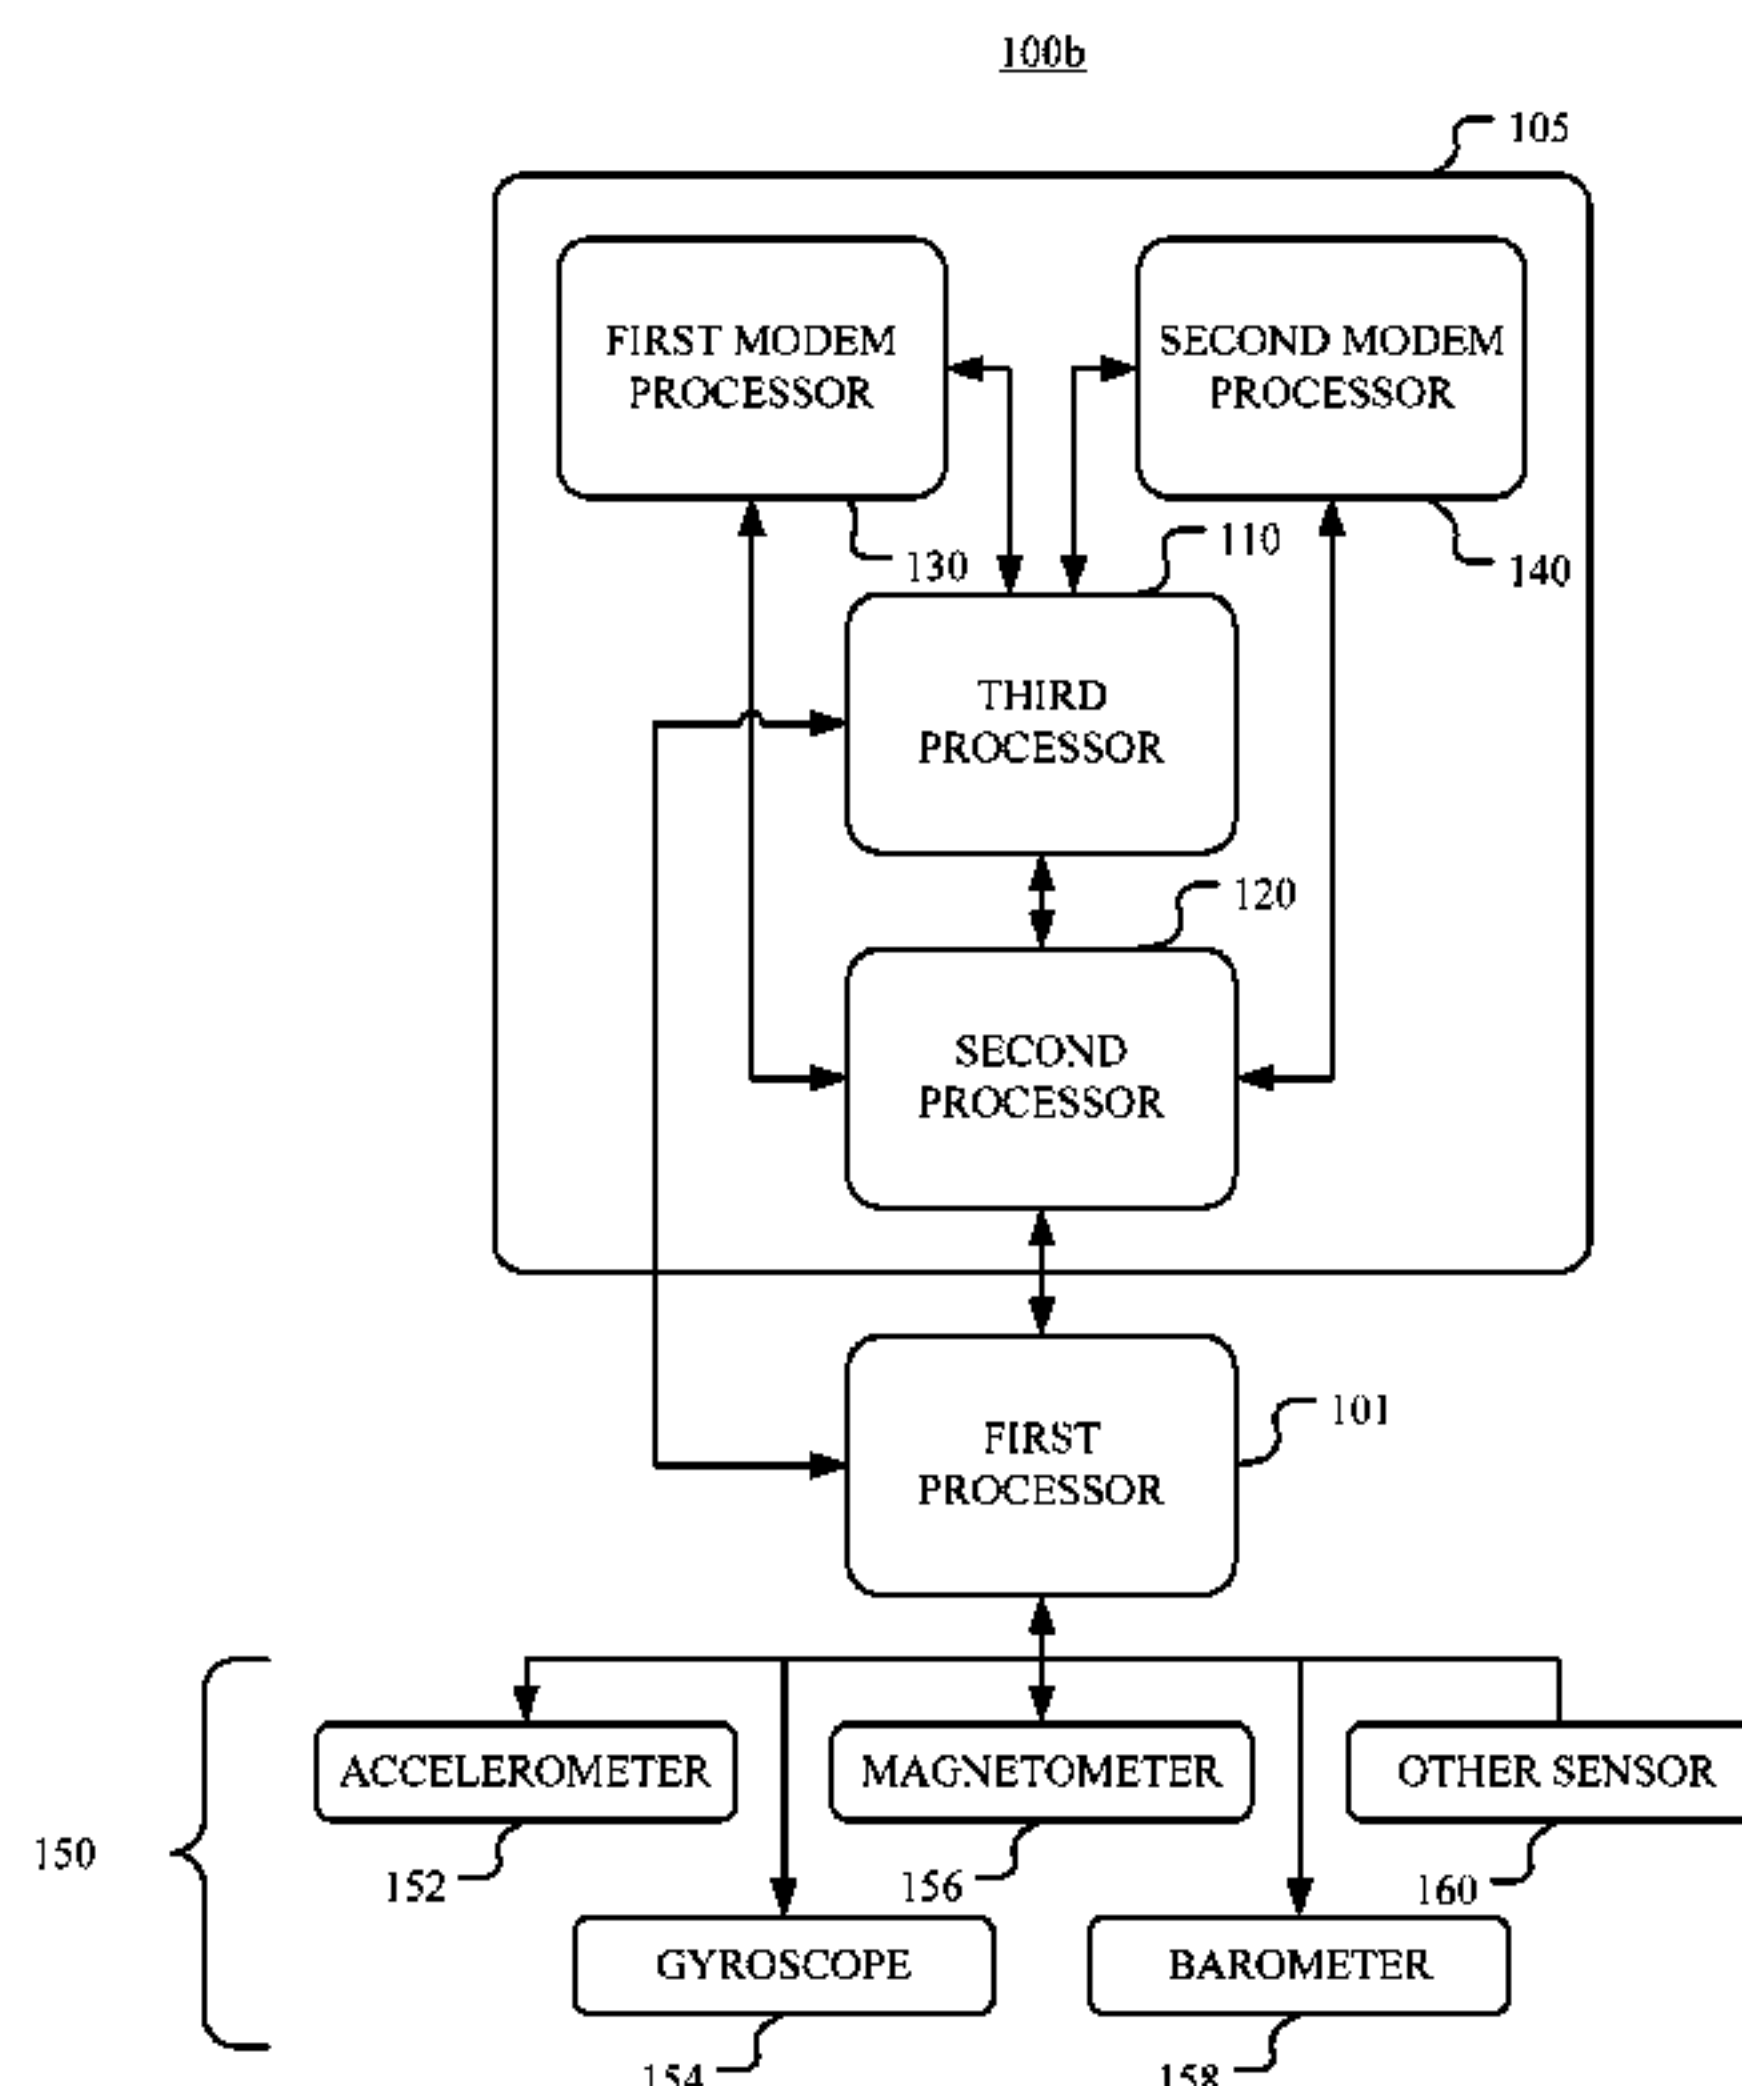 100b
105
FIRST MODEM
PROCESSOR
SECOND MODEM
PROCESSOR
130
110
140
THIRD
PROCESSOR
120
SECOND
PROCESSOR
FIRST
PROCESSOR
101
ACCELEROMETER
MAGNETOMETER
OTHER SENSOR
150
152
156
160
GYROSCOPE
BAROMETER
154
158